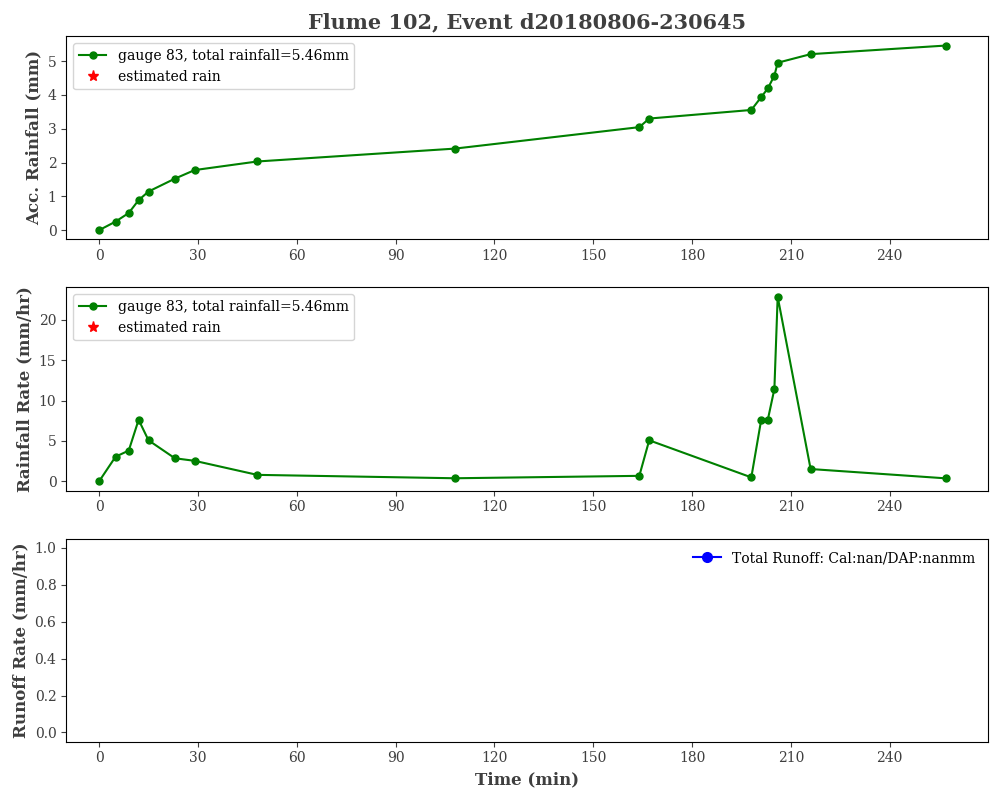 Flume 102, Event d20180806-230645
Acc. Rainfall (mm)
gauge 83, total rainfall=5.46mm
estimated rain
5
4
3
2
1
0
0 30 60 90 120 150 180 210 240
Rainfall Rate (mm/hr)
gauge 83, total rainfall=5.46mm
estimated rain
20
15
10
5
0
0 30 60 90 120 150 180 210 240
Runoff Rate (mm/hr)
Total Runoff: Cal:nan/DAP:nanmm
1.0
0.8
0.6
0.4
0.2
0.0
0 30 60 90 120 150 180 210 240
Time (min)